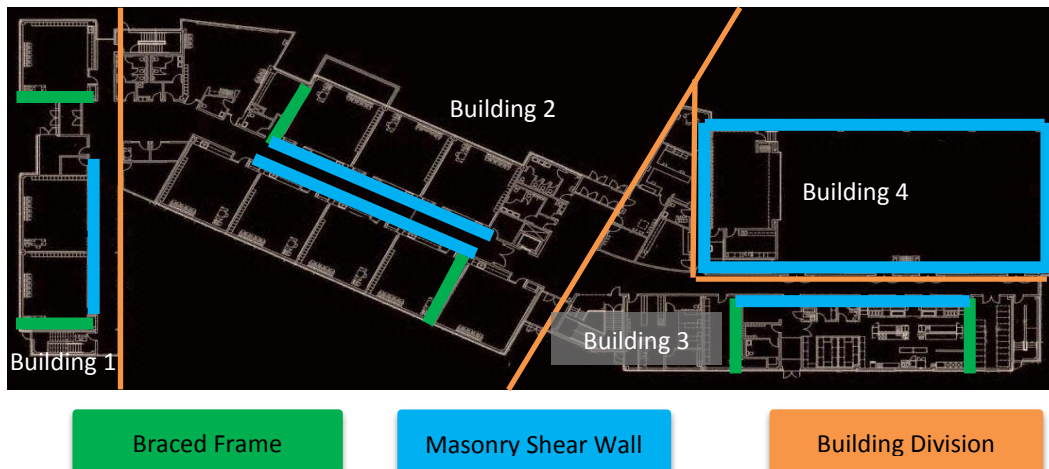 Building 2
Building 4
Building 3
Building 1
Braced Frame
Masonry Shear Wall
Building Division